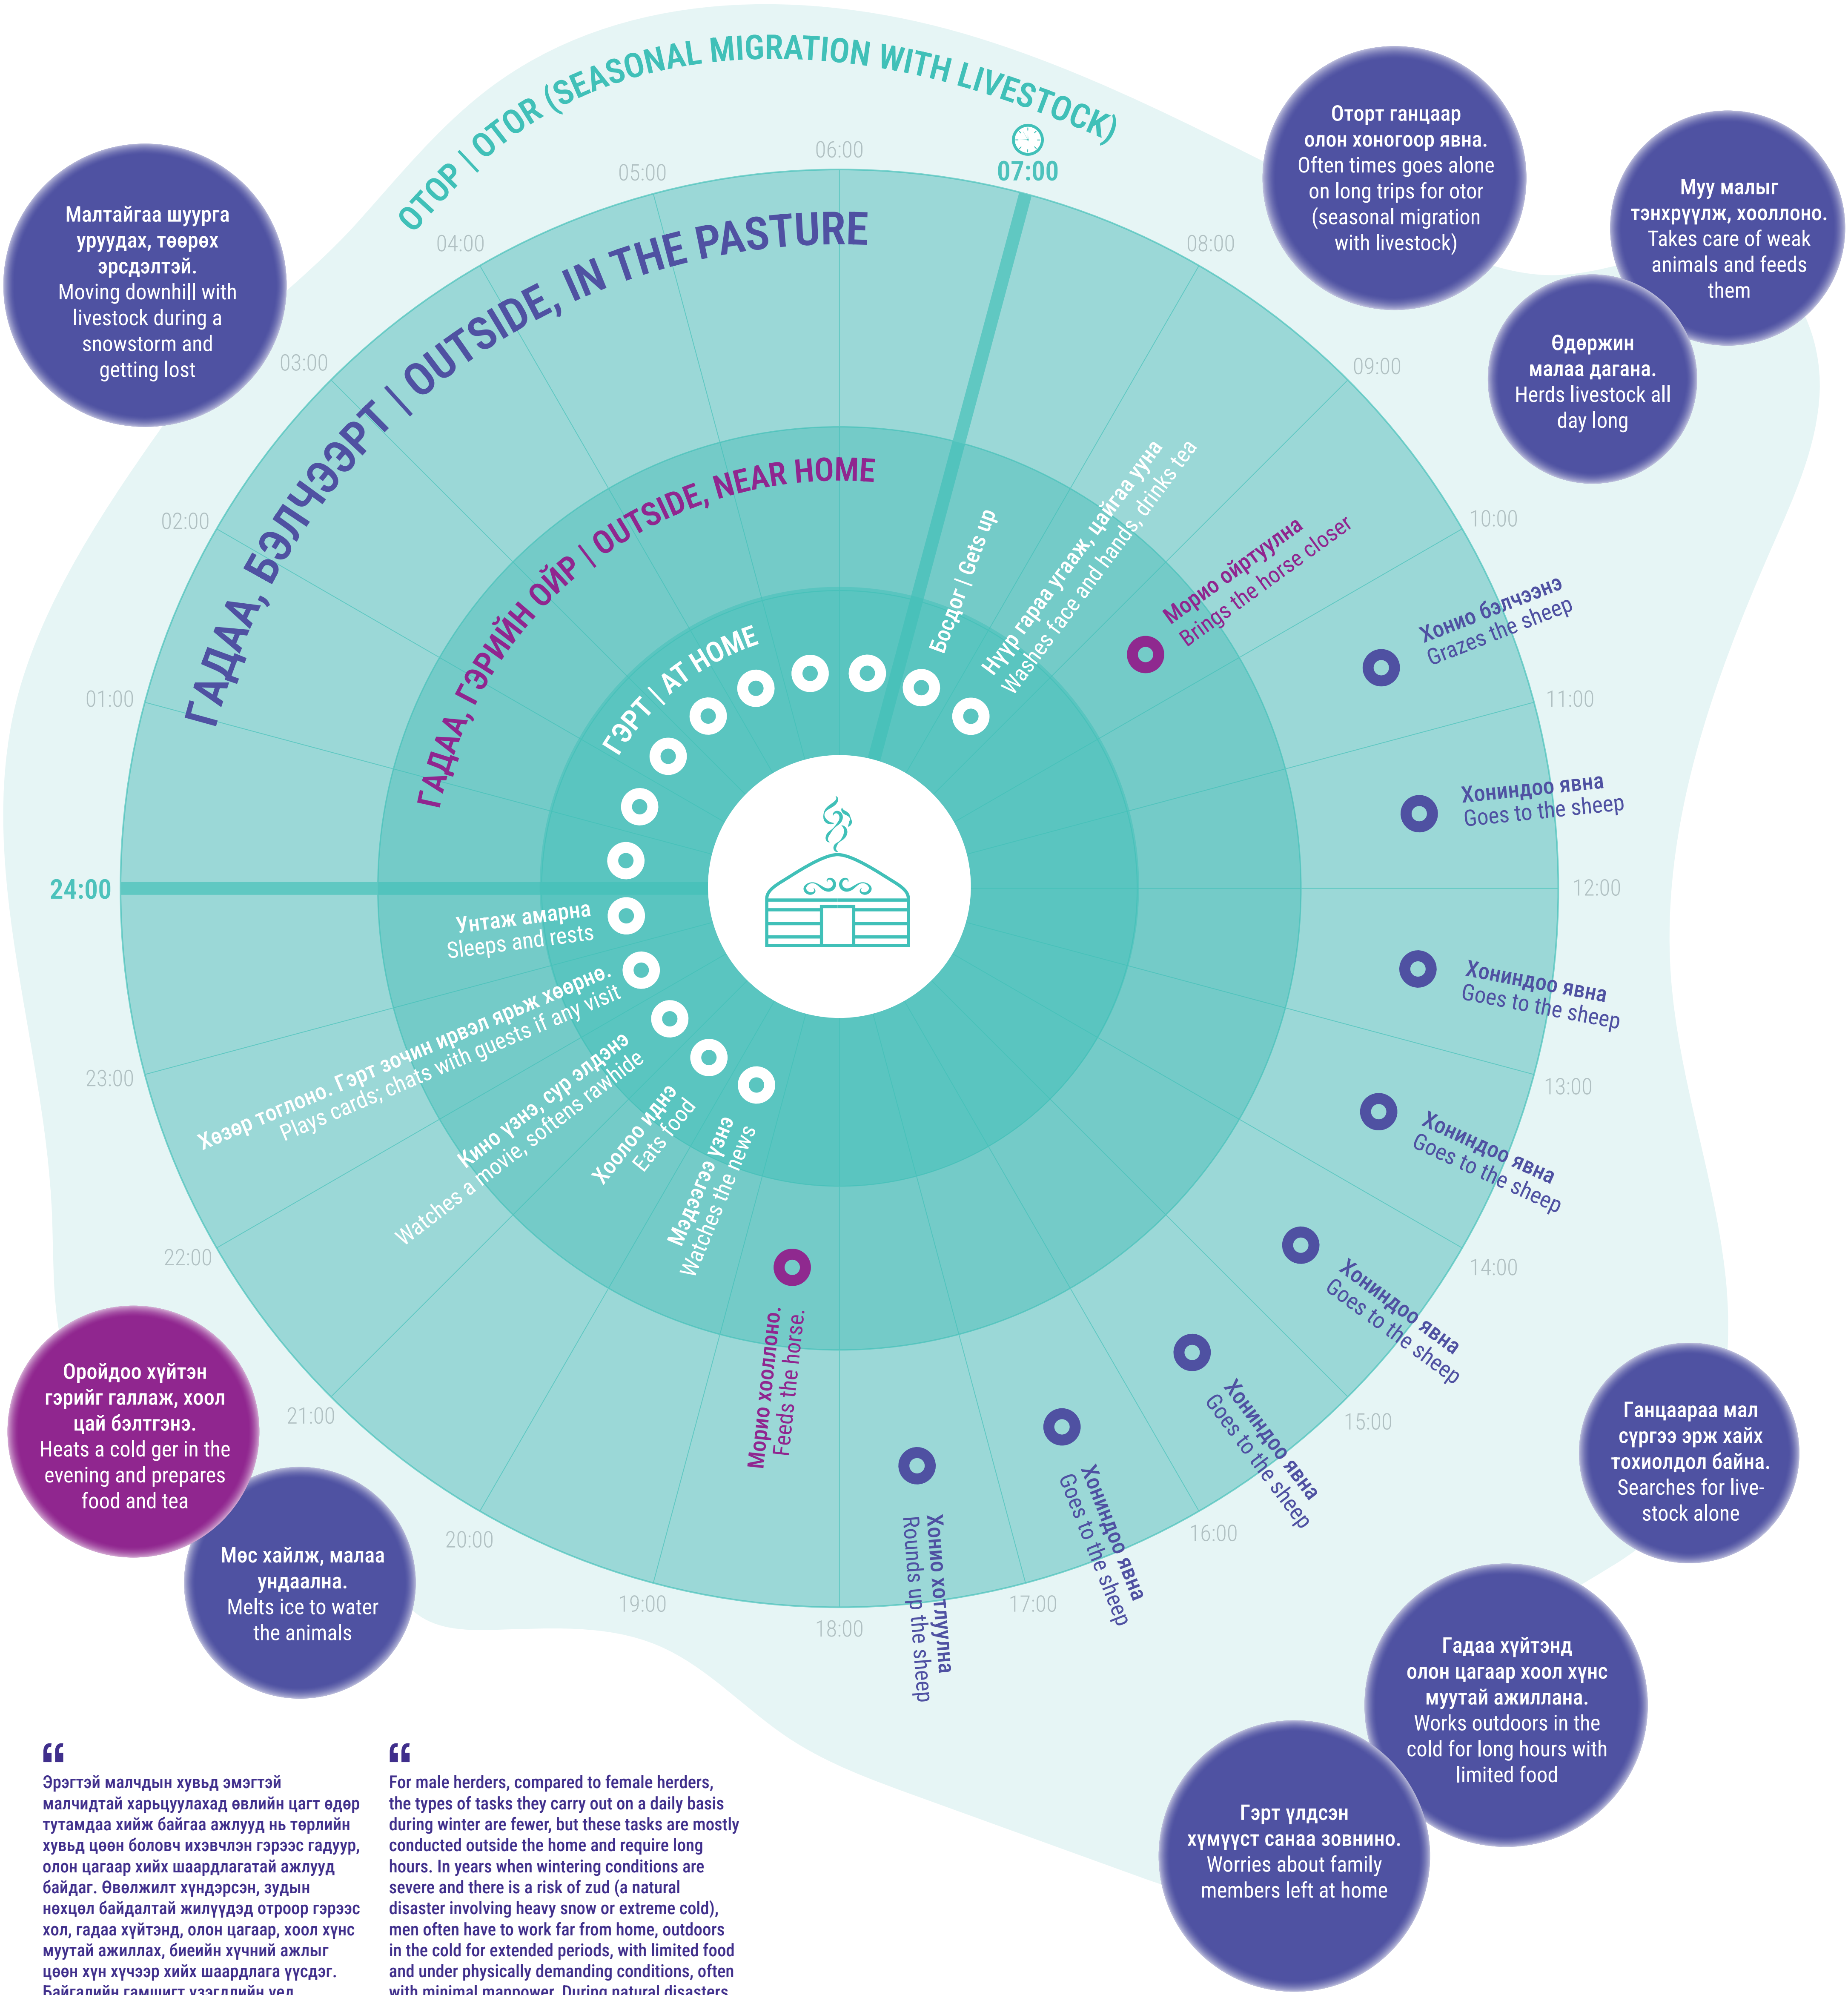 ОТОР | OTOR (SEASONAL MIGRATION WITH LIVESTOCK)
ГАДАА, БЭЛЧЭЭРТ | OUTSIDE, IN THE PASTURE
ГАДАА, ГЭРИЙН ОЙР | OUTSIDE, NEAR HOME
ГЭРТ | AT HOME
06:00
07:00
08:00
09:00
10:00
11:00
12:00
13:00
14:00
15:00
16:00
17:00
18:00
19:00
20:00
21:00
22:00
23:00
24:00
01:00
02:00
03:00
04:00
05:00
Босдог | Gets up
Нүүр гараа угааж, цайгаа ууна
Washes face and hands, drinks tea
Морио ойртуулна
Brings the horse closer
Хонио бэлчээнэ
Grazes the sheep
Хониндоо явна
Goes to the sheep
Хониндоо явна
Goes to the sheep
Хониндоо явна
Goes to the sheep
Хониндоо явна
Goes to the sheep
Хониндоо явна
Goes to the sheep
Хониндоо явна
Goes to the sheep
Хонио хотлуулна
Rounds up the sheep
Морио хооллоно.
Feeds the horse.
Мэдээгээ үзнэ
Watches the news
Хоолоо иднэ
Eats food
Кино үзнэ, сур элдэнэ
Watches a movie, softens rawhide
Хөзөр тоглоно. Гэрт зочин ирвэл ярьж хөөрнө.
Plays cards; chats with guests if any visit
Унтаж амарна
Sleeps and rests
Малтайгаа шуурга
уруудах, төөрөх
эрсдэлтэй.
Moving downhill with
livestock during a
snowstorm and
getting lost
Оторт ганцаар
олон хоногоор явна.
Often times goes alone
on long trips for otor
(seasonal migration
with livestock)
Муу малыг
тэнхрүүлж, хооллоно.
Takes care of weak
animals and feeds
them
Өдөржин
малаа дагана.
Herds livestock all
day long
Ганцаараа мал
сүргээ эрж хайх
тохиолдол байна.
Searches for live-
stock alone
Гадаа хүйтэнд
олон цагаар хоол хүнс
муутай ажиллана.
Works outdoors in the
cold for long hours with
limited food
Гэрт үлдсэн
хүмүүст санаа зовнино.
Worries about family
members left at home
Оройдоо хүйтэн
гэрийг галлаж, хоол
цай бэлтгэнэ.
Heats a cold ger in the
evening and prepares
food and tea
Мөс хайлж, малаа
ундаална.
Melts ice to water
the animals
“
Эрэгтэй малчдын хувьд эмэгтэй
малчидтай харьцуулахад өвлийн цагт өдөр
тутамдаа хийж байгаа ажлууд нь төрлийн
хувьд цөөн боловч ихэвчлэн гэрээс гадуур,
олон цагаар хийх шаардлагатай ажлууд
байдаг. Өвөлжилт хүндэрсэн, зудын
нөхцөл байдалтай жилүүдэд отроор гэрээс
хол, гадаа хүйтэнд, олон цагаар, хоол хүнс
муутай ажиллах, биеийн хүчний ажлыг
цөөн хүн хүчээр хийх шаардлага үүсдэг.
Байгалийн гамшигт үзэгдлийн үед
“
For male herders, compared to female herders,
the types of tasks they carry out on a daily basis
during winter are fewer, but these tasks are mostly
conducted outside the home and require long
hours. In years when wintering conditions are
severe and there is a risk of zud (a natural
disaster involving heavy snow or extreme cold),
men often have to work far from home, outdoors
in the cold for extended periods, with limited food
and under physically demanding conditions, often
with minimal manpower. During natural disasters,